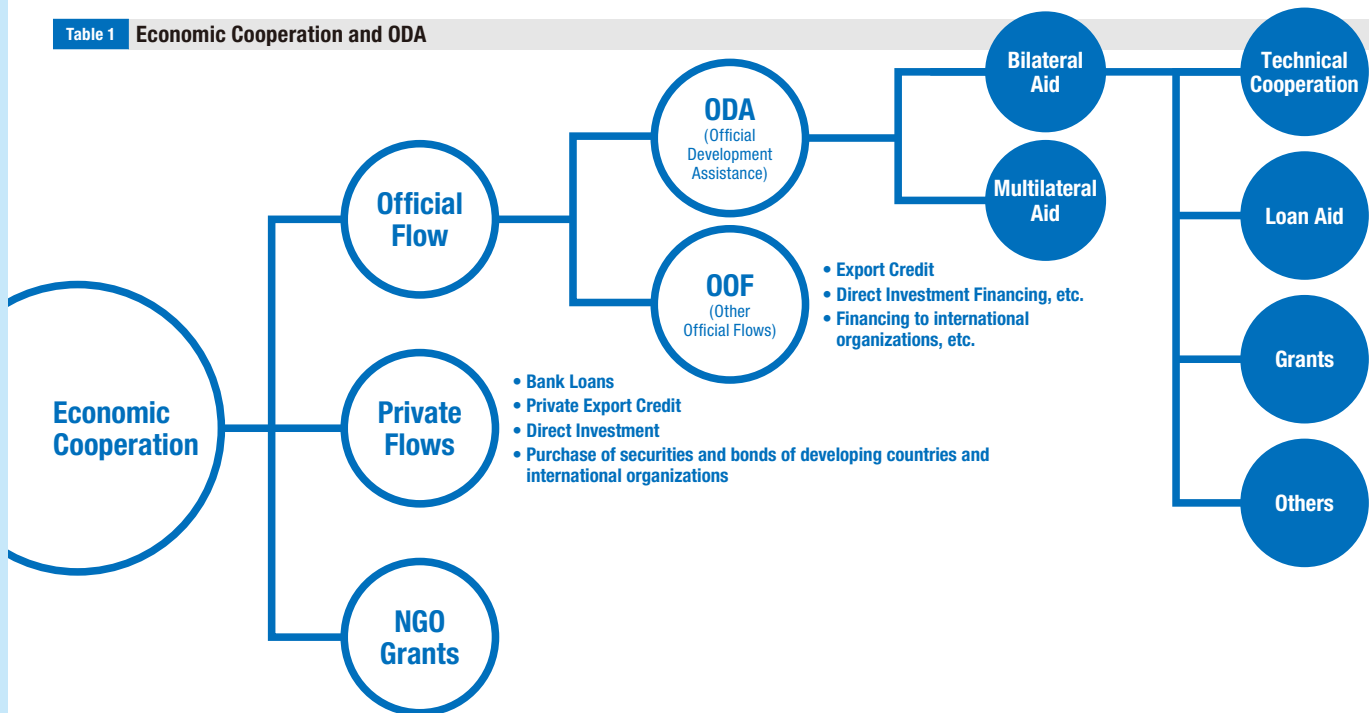 Table 1 Economic Cooperation and ODA
Economic
Cooperation
Official
Flow
Private
Flows
NGO
Grants
• Bank Loans
• Private Export Credit
• Direct Investment
• Purchase of securities and bonds of developing countries and
international organizations
ODA
(Official
Development
Assistance)
OOF
(Other
Official Flows)
• Export Credit
• Direct Investment Financing, etc.
• Financing to international
organizations, etc.
Bilateral
Aid
Multilateral
Aid
Technical
Cooperation
Loan Aid
Grants
Others